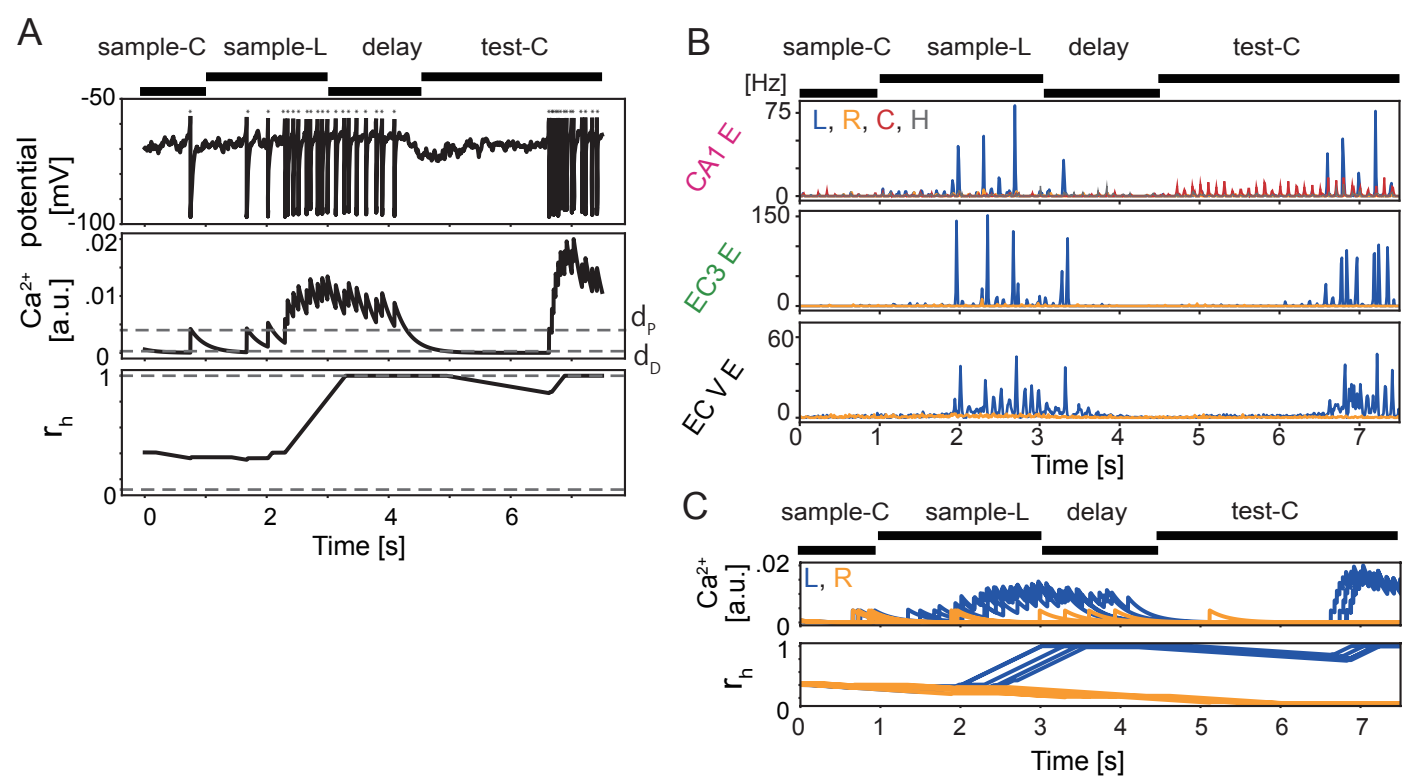 A
sample-C sample-L delay test-C
-50
-100
potential
[mV]
.02
.01
0
Ca²⁺
[a.u.]
dP
dD
1
0
rh
0 2 4 6
Time [s]
B
sample-C sample-L delay test-C
[Hz]
75
0
L, R, C, H
CA1 E
150
0
EC3 E
60
0
EC V E
0 1 2 3 4 5 6 7
Time [s]
C
sample-C sample-L delay test-C
.02
0
Ca²⁺
[a.u.]
L, R
1
0
rh
0 1 2 3 4 5 6 7
Time [s]